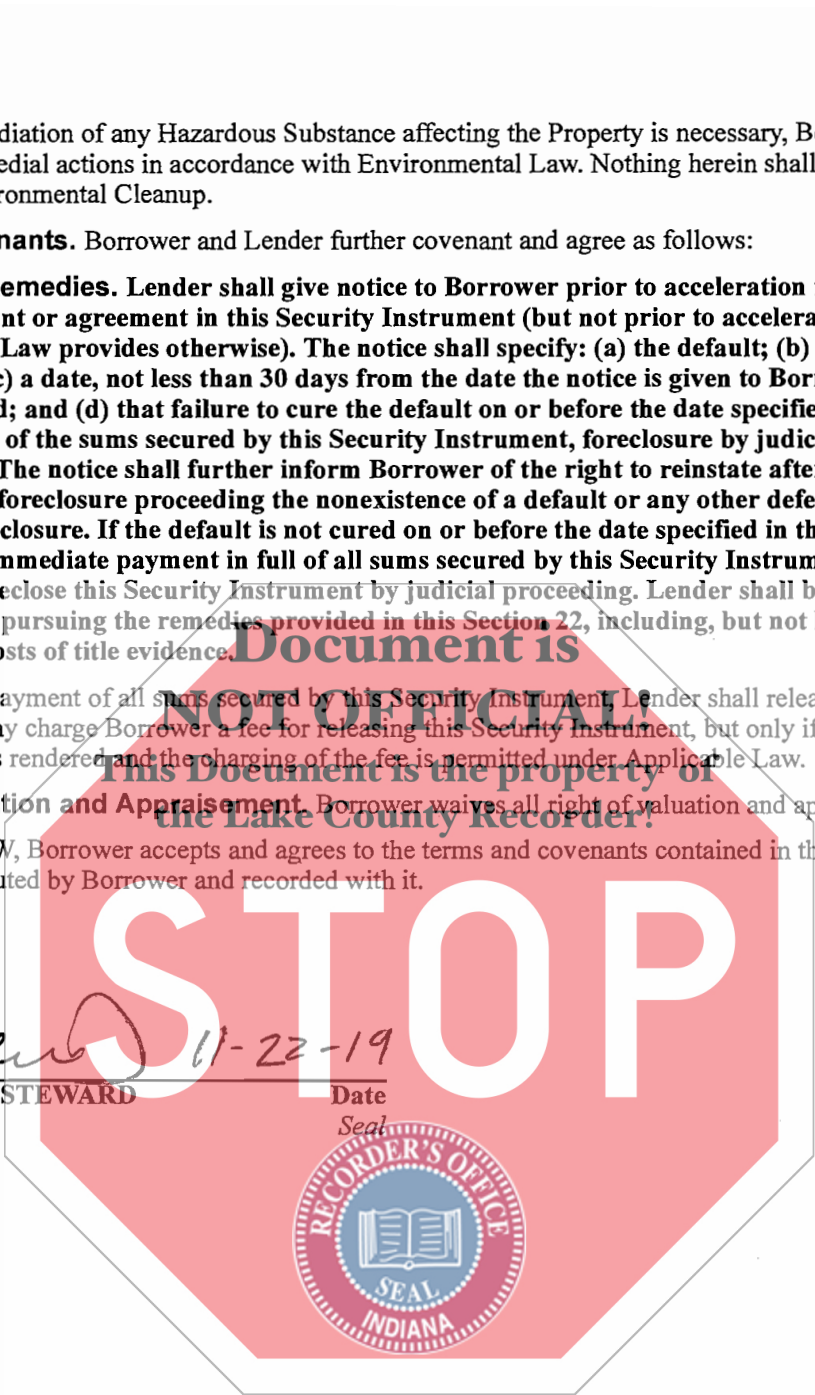 diation of any Hazardous Substance affecting the Property is necessary, B
edial actions in accordance with Environmental Law. Nothing herein shall
ronmental Cleanup.
nants. Borrower and Lender further covenant and agree as follows:
emedies. Lender shall give notice to Borrower prior to acceleration
nt or agreement in this Security Instrument (but not prior to accelera
Law provides otherwise). The notice shall specify: (a) the default; (b)
c) a date, not less than 30 days from the date the notice is given to Bor
d; and (d) that failure to cure the default on or before the date specifie
of the sums secured by this Security Instrument, foreclosure by judic
The notice shall further inform Borrower of the right to reinstate after
foreclosure proceeding the nonexistence of a default or any other defe
closure. If the default is not cured on or before the date specified in th
mmediate payment in full of all sums secured by this Security Instrum
eclose this Security Instrument by judicial proceeding. Lender shall b
pursuing the remedies provided in this Section 22, including, but not
osts of title evidence.
Document is
ayment of all sums secured by this Security Instrument, Lender shall relea
NOT OFFICIAL!
y charge Borrower a fee for releasing this Security Instrument, but only if
s rendered and the charging of the fee is permitted under Applicable Law.
This Document is the property of
tion and Appraisement. Borrower waives all right of valuation and ap
the Lake County Recorder!
W, Borrower accepts and agrees to the terms and covenants contained in th
uted by Borrower and recorded with it.
STOP
11-22-19
STEWARD Date
Seal
RECORDER'S OFFICE
SEAL
INDIANA